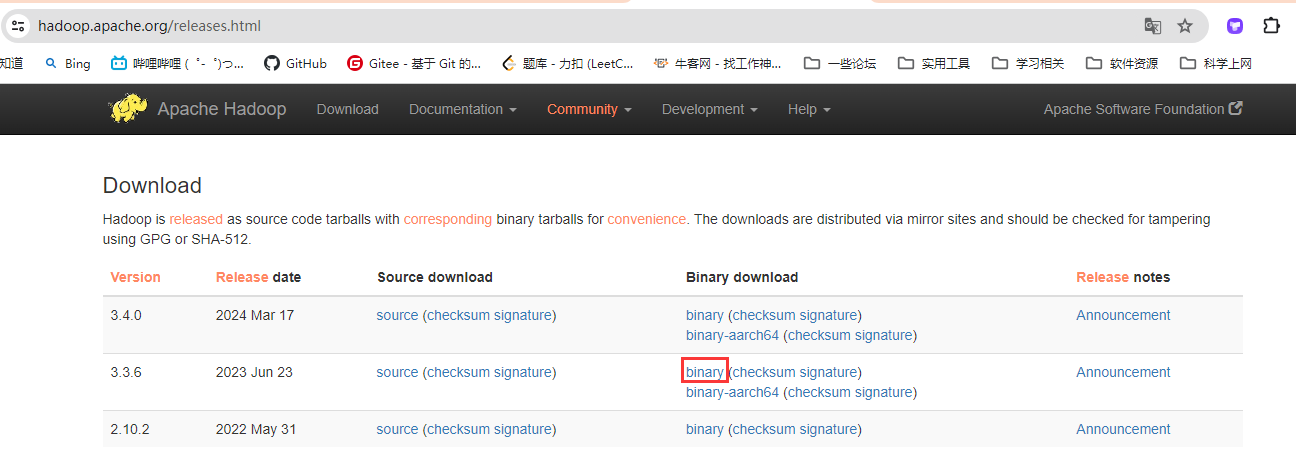 hadoop.apache.org/releases.html
知道 Bing 哔哩哔哩 (゜-゜)つ... GitHub Gitee - 基于 Git 的... 题库 - 力扣 (LeetC... 牛客网 - 找工作神... 一些论坛 实用工具 学习相关 软件资源 科学上网
Apache Hadoop Download Documentation Community Development Help Apache Software Foundation
Download
Hadoop is released as source code tarballs with corresponding binary tarballs for convenience. The downloads are distributed via mirror sites and should be checked for tampering
using GPG or SHA-512.
Version Release date Source download Binary download Release notes
3.4.0 2024 Mar 17 source (checksum signature) binary (checksum signature) Announcement
binary-aarch64 (checksum signature)
3.3.6 2023 Jun 23 source (checksum signature) binary (checksum signature) Announcement
binary-aarch64 (checksum signature)
2.10.2 2022 May 31 source (checksum signature) binary (checksum signature) Announcement